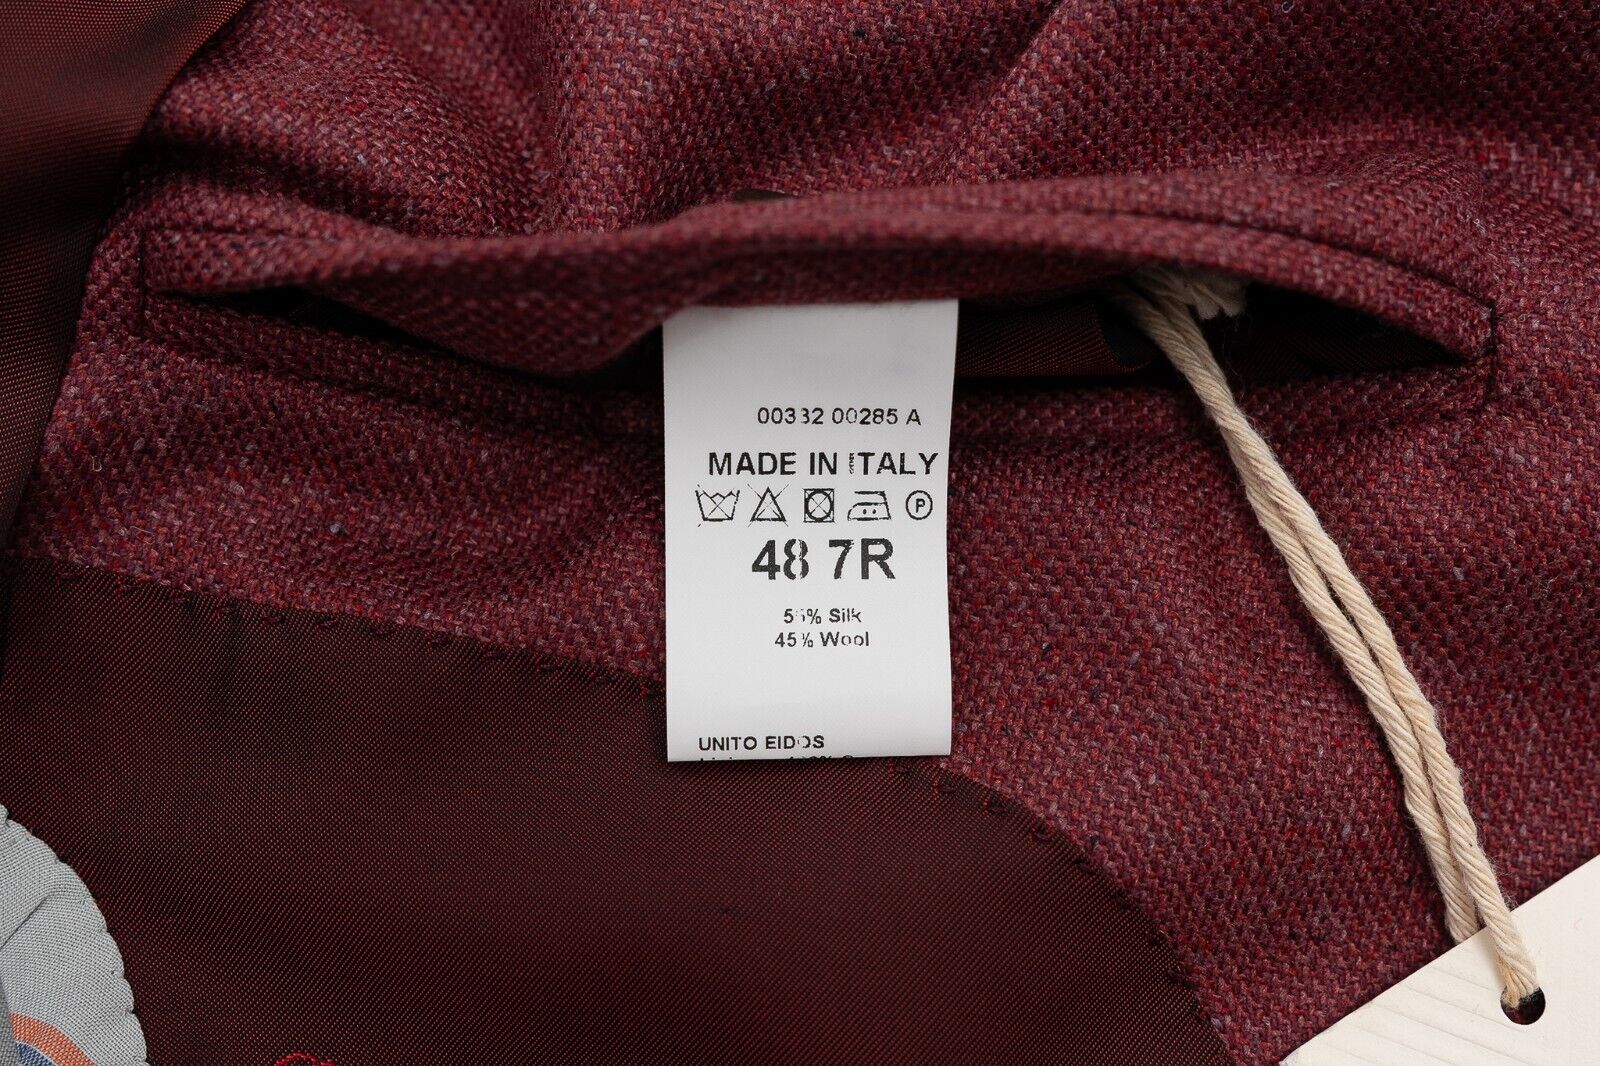 00332 00285 A
MADE IN ITALY
P
48 7R
55% Silk
45% Wool
UNITO EIDOS